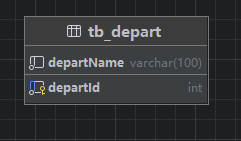 tb_depart
departName varchar(100)
departId int